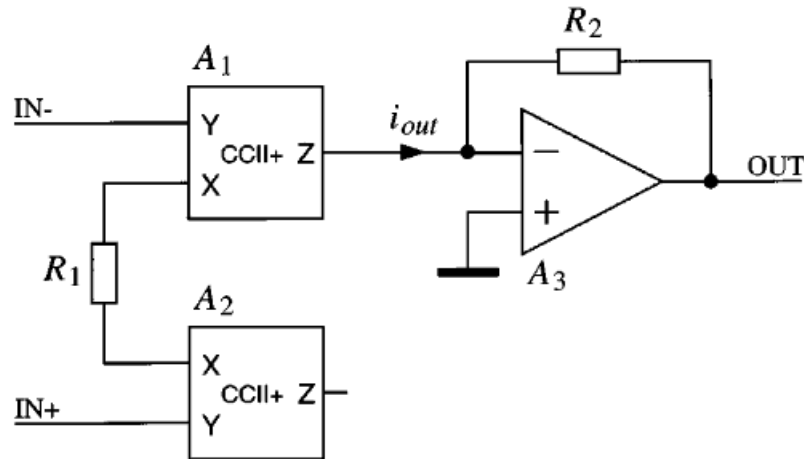 A1
R2
IN-
Y
CCII+ Z
X
iout
−
+
OUT
A3
R1
A2
X
CCII+ Z
Y
IN+